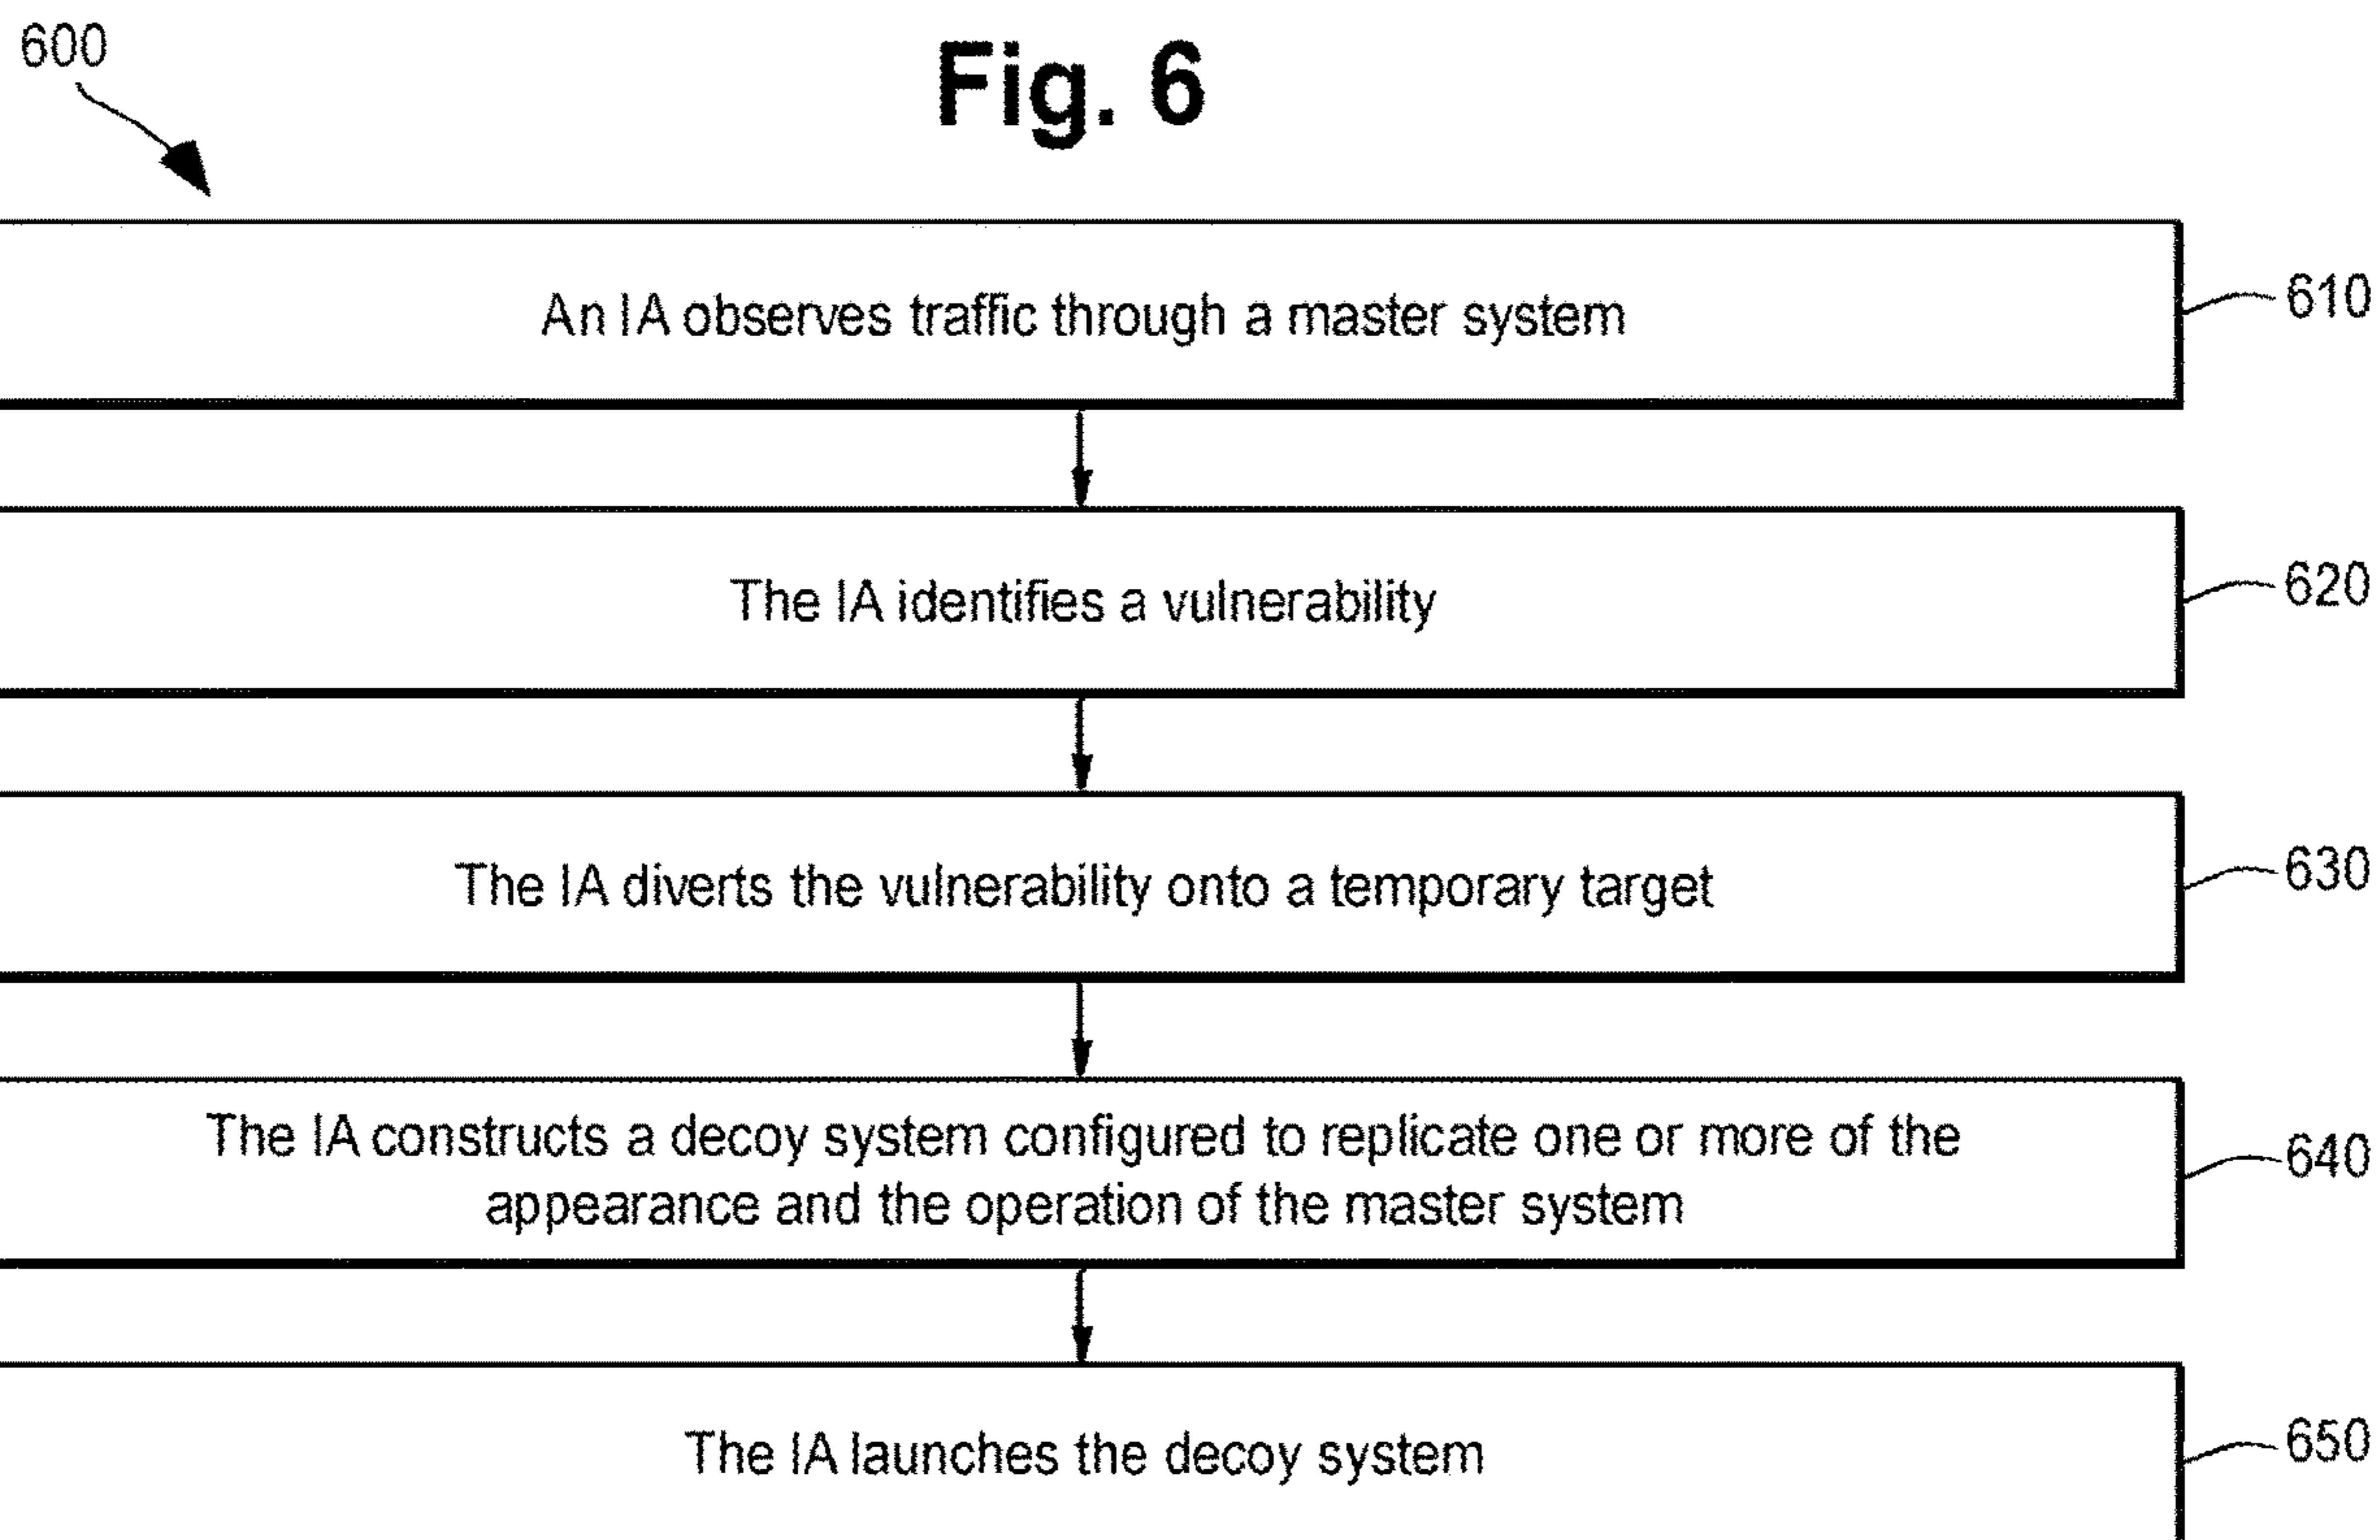 600
Fig. 6
An IA observes traffic through a master system
610
The IA identifies a vulnerability
620
The IA diverts the vulnerability onto a temporary target
630
The IA constructs a decoy system configured to replicate one or more of the
appearance and the operation of the master system
640
The IA launches the decoy system
650